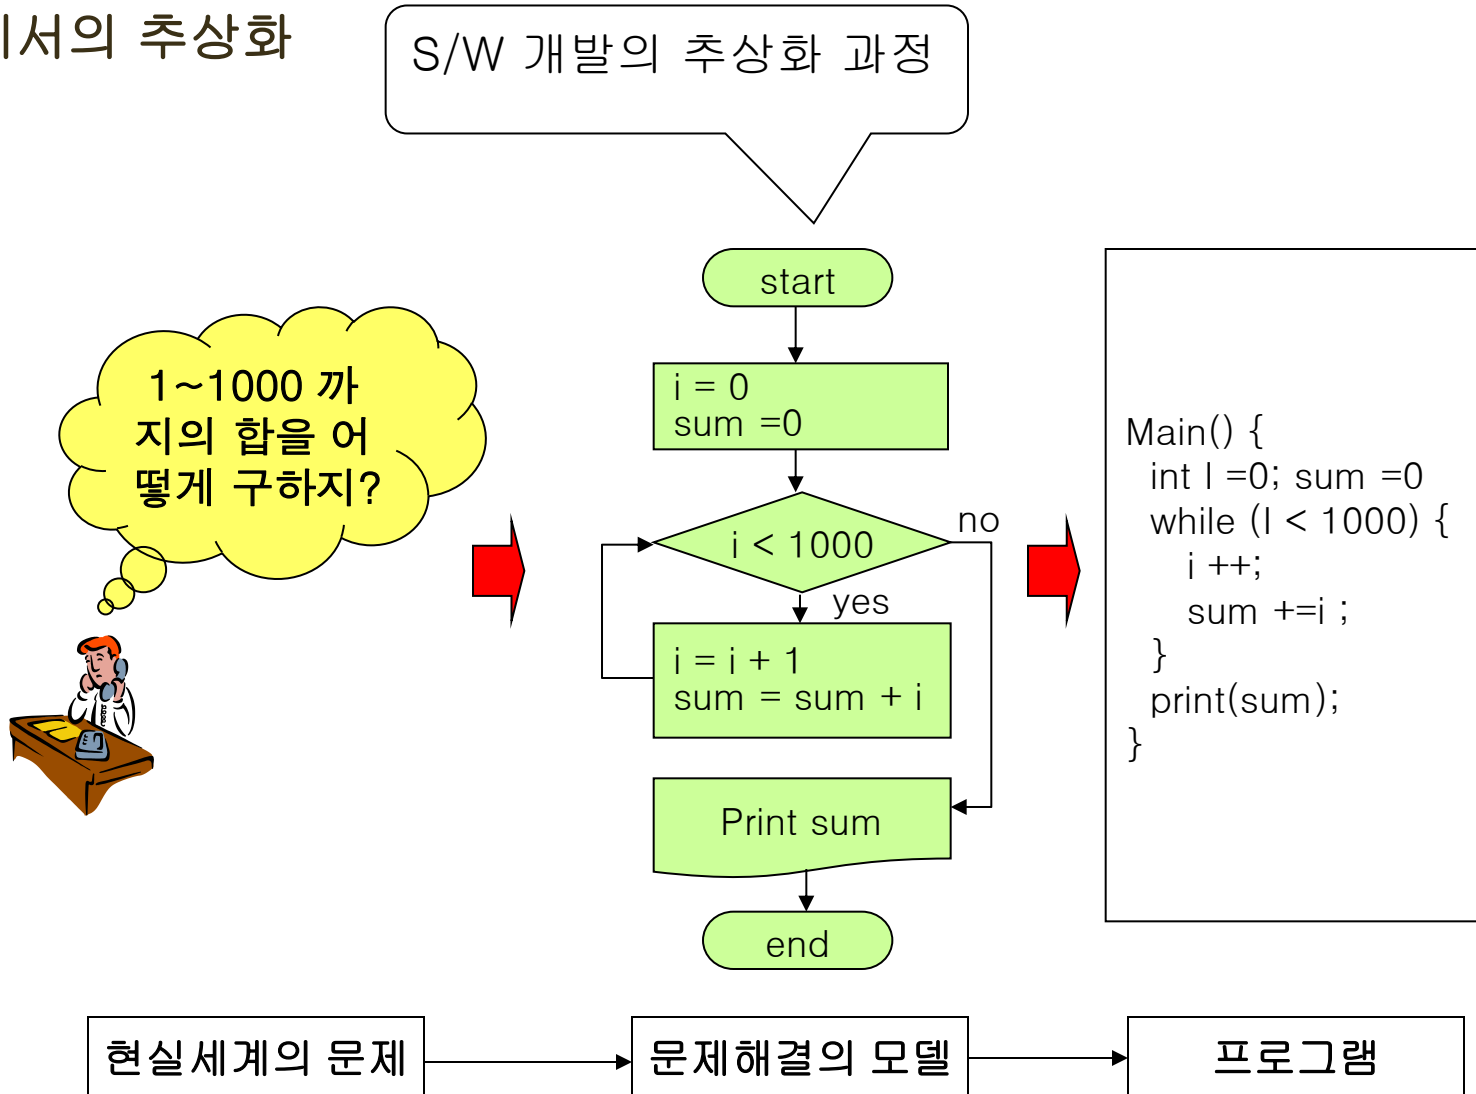 서의 추상화
S/W 개발의 추상화 과정
1~1000 까
지의 합을 어
떻게 구하지?
start
i = 0
sum =0
i < 1000
no
yes
i = i + 1
sum = sum + i
Print sum
end
Main() {
int I =0; sum =0
while (I < 1000) {
i ++;
sum +=i ;
}
print(sum);
}
현실세계의 문제
문제해결의 모델
프로그램